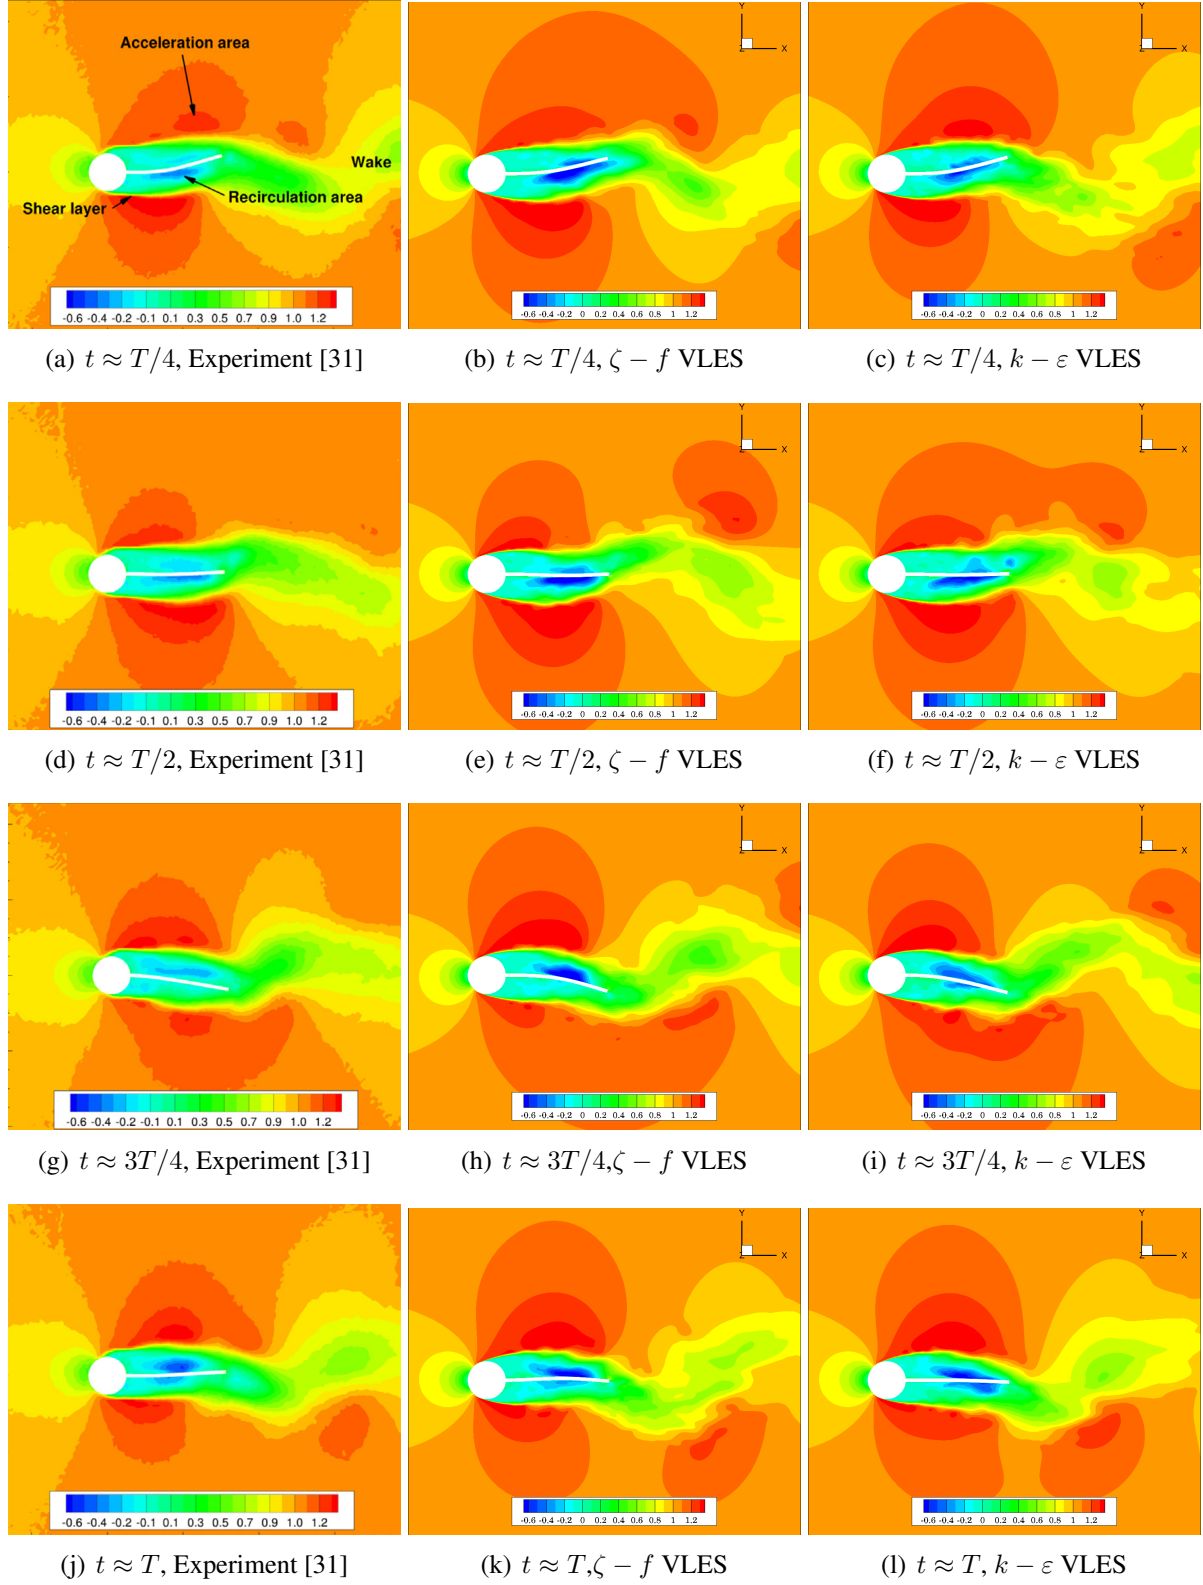 Acceleration area
Wake
Recirculation area
Shear layer
-0.6 -0.4 -0.2 -0.1 0.1 0.3 0.5 0.7 0.9 1.0 1.2
Y
Z X
-0.6 -0.4 -0.2 0 0.2 0.4 0.6 0.8 1 1.2
Y
Z X
-0.6 -0.4 -0.2 0 0.2 0.4 0.6 0.8 1 1.2
(a) t ≈ T/4, Experiment [31]
(b) t ≈ T/4, ζ − f VLES
(c) t ≈ T/4, k − ε VLES
-0.6 -0.4 -0.2 -0.1 0.1 0.3 0.5 0.7 0.9 1.0 1.2
Y
Z X
-0.6 -0.4 -0.2 0 0.2 0.4 0.6 0.8 1 1.2
Y
Z X
-0.6 -0.4 -0.2 0 0.2 0.4 0.6 0.8 1 1.2
(d) t ≈ T/2, Experiment [31]
(e) t ≈ T/2, ζ − f VLES
(f) t ≈ T/2, k − ε VLES
-0.6 -0.4 -0.2 -0.1 0.1 0.3 0.5 0.7 0.9 1.0 1.2
Y
Z X
-0.6 -0.4 -0.2 0 0.2 0.4 0.6 0.8 1 1.2
Y
Z X
-0.6 -0.4 -0.2 0 0.2 0.4 0.6 0.8 1 1.2
(g) t ≈ 3T/4, Experiment [31]
(h) t ≈ 3T/4,ζ − f VLES
(i) t ≈ 3T/4, k − ε VLES
-0.6 -0.4 -0.2 -0.1 0.1 0.3 0.5 0.7 0.9 1.0 1.2
Y
Z X
-0.6 -0.4 -0.2 0 0.2 0.4 0.6 0.8 1 1.2
Y
Z X
-0.6 -0.4 -0.2 0 0.2 0.4 0.6 0.8 1 1.2
(j) t ≈ T, Experiment [31]
(k) t ≈ T,ζ − f VLES
(l) t ≈ T, k − ε VLES